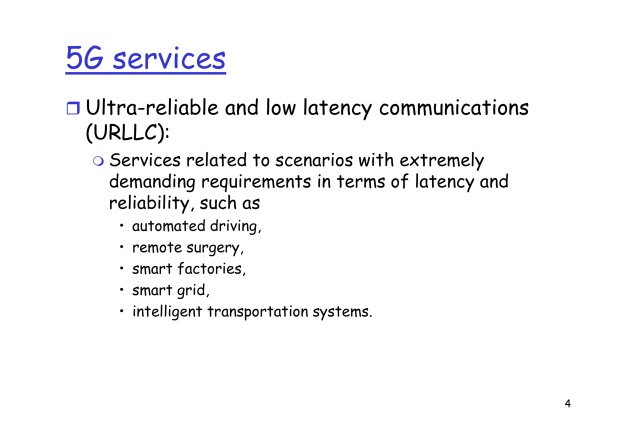 5G services
Ultra-reliable and low latency communications
(URLLC):
Services related to scenarios with extremely
demanding requirements in terms of latency and
reliability, such as
• automated driving,
• remote surgery,
• smart factories,
• smart grid,
• intelligent transportation systems.
4